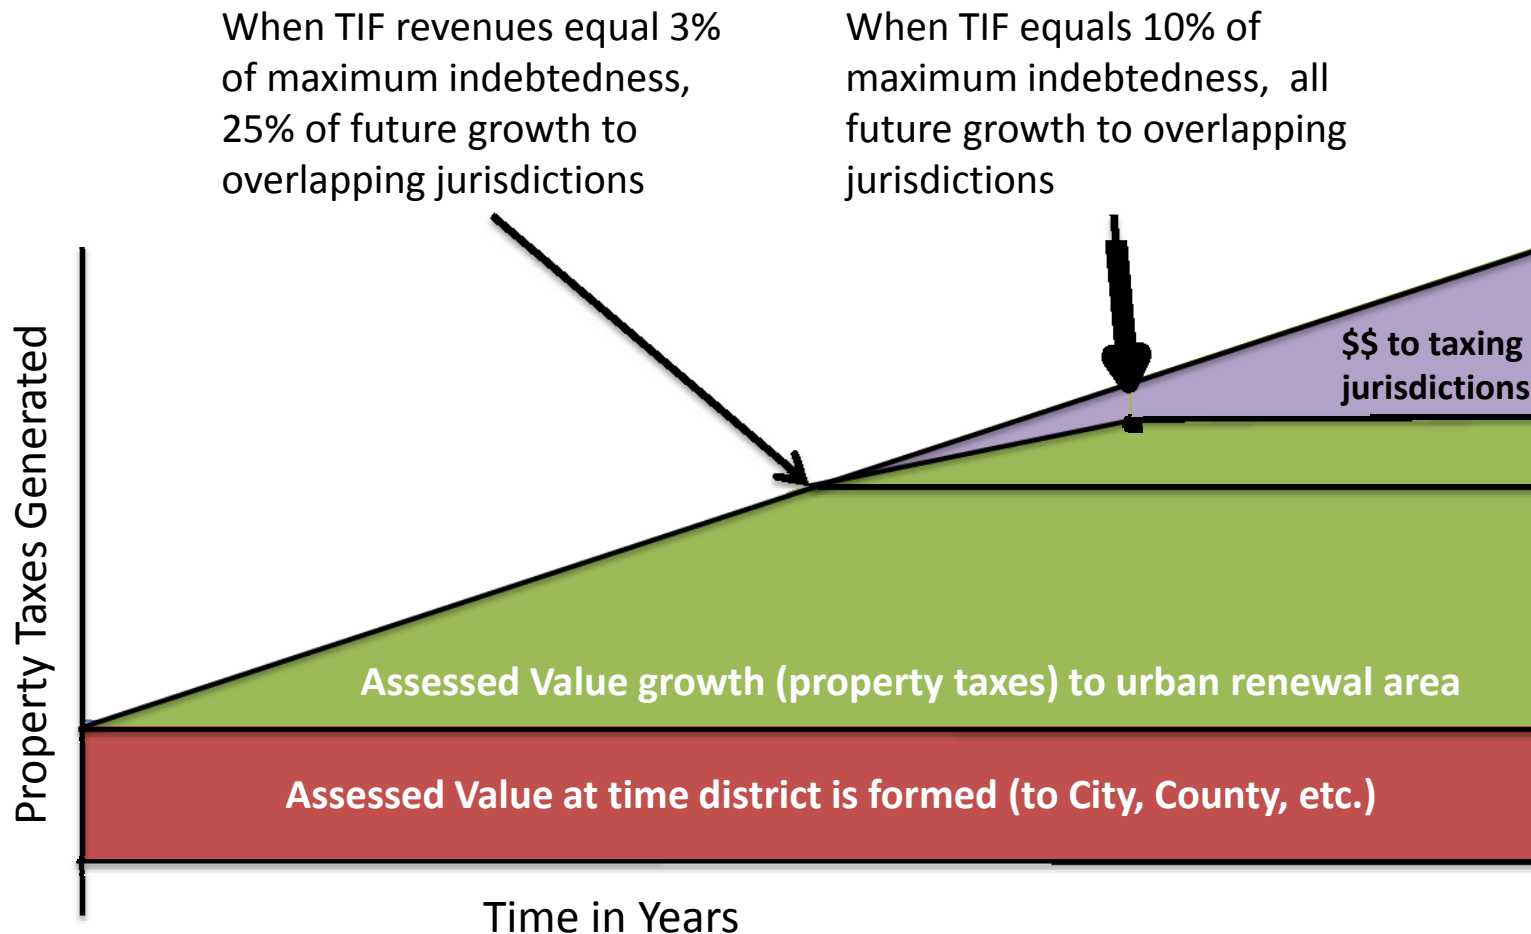 When TIF revenues equal 3%
of maximum indebtedness,
25% of future growth to
overlapping jurisdictions
When TIF equals 10% of
maximum indebtedness, all
future growth to overlapping
jurisdictions
$$ to taxing
jurisdictions
Property Taxes Generated
Assessed Value growth (property taxes) to urban renewal area
Assessed Value at time district is formed (to City, County, etc.)
Time in Years